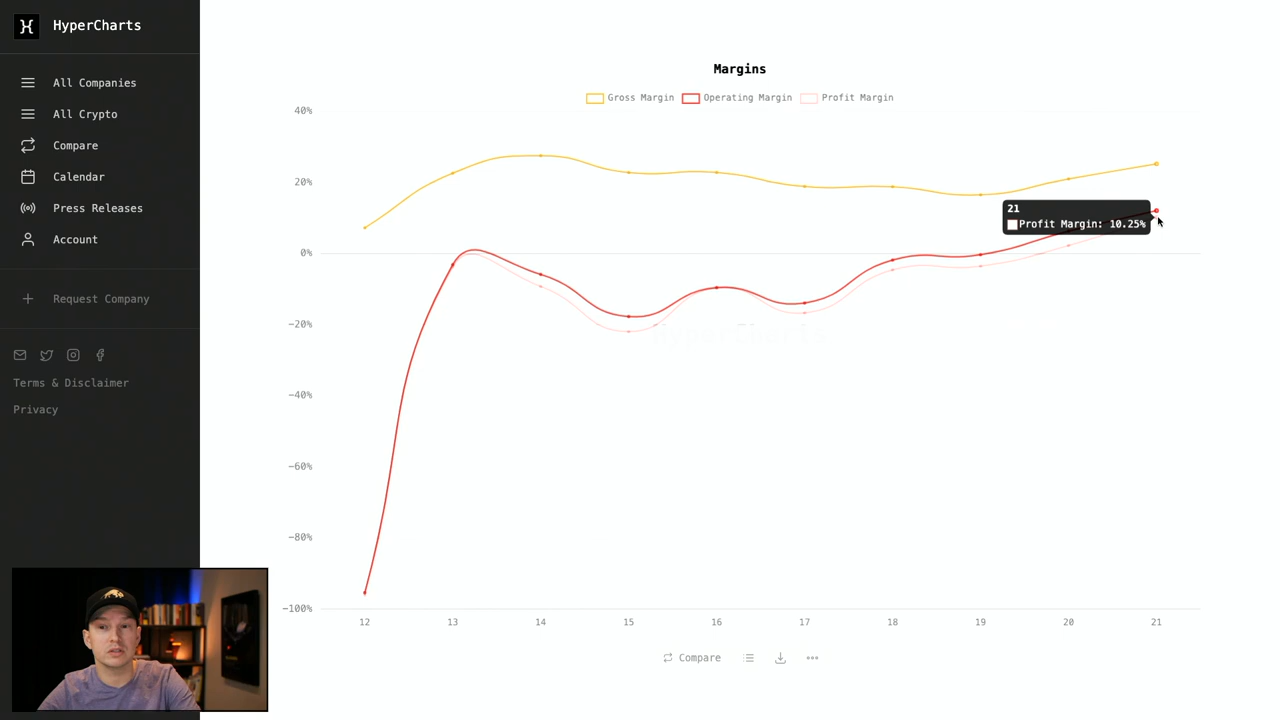 HyperCharts
All Companies
All Crypto
Compare
Calendar
Press Releases
Account
Request Company
Terms & Disclaimer
Privacy
Margins
Gross Margin Operating Margin Profit Margin
40%
20%
0%
-20%
-40%
-60%
-80%
-100%
21
Profit Margin: 10.25%
HyperCharts
12 13 14 15 16 17 18 19 20 21
Compare